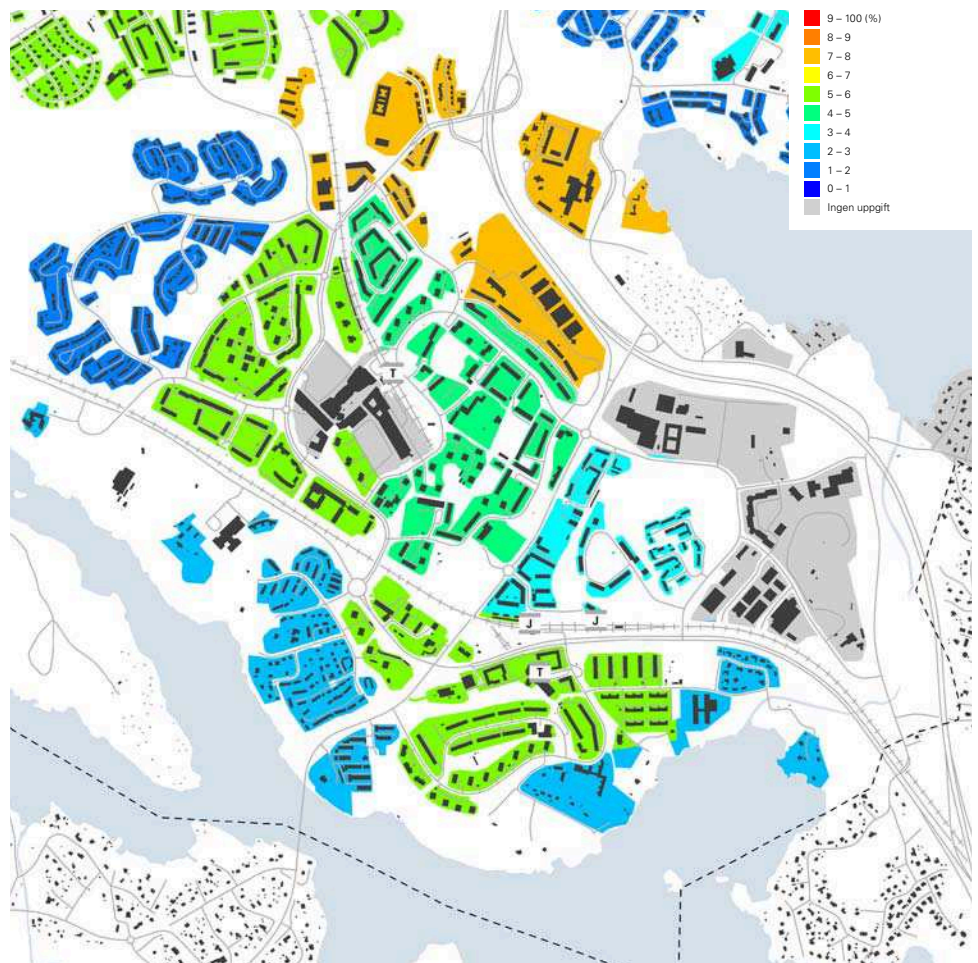 9 – 100 (%)
8 – 9
7 – 8
6 – 7
5 – 6
4 – 5
3 – 4
2 – 3
1 – 2
0 – 1
Ingen uppgift
T
J
J
T